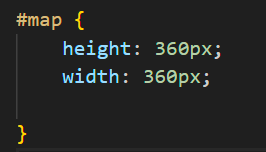 #map {
    height: 360px;
    width: 360px;
}